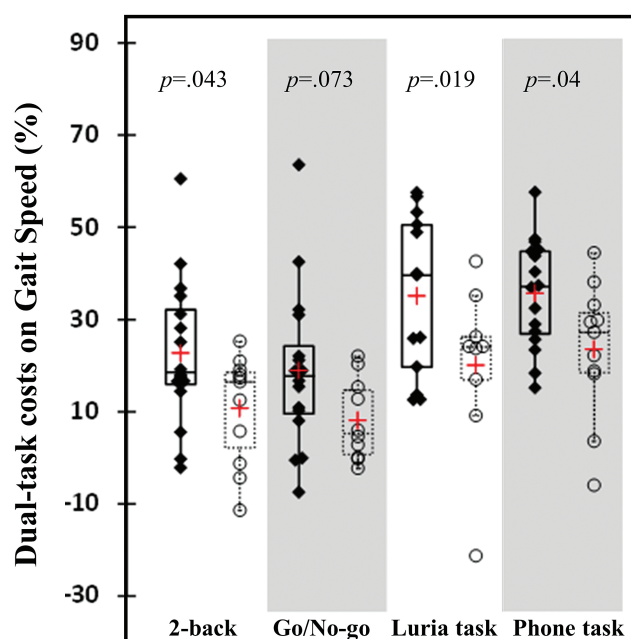 Dual-task costs on Gait Speed (%)
90
70
50
30
10
-10
-30
p=.043 p=.073 p=.019 p=.04
2-back Go/No-go Luria task Phone task